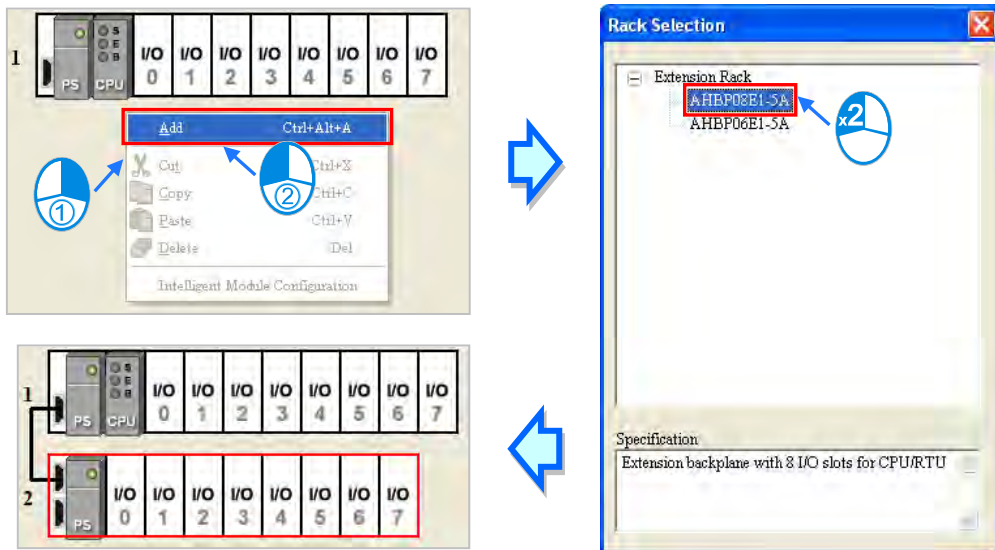 1
S
E
B
PS CPU
I/O I/O I/O I/O I/O I/O I/O I/O
0 1 2 3 4 5 6 7
Add Ctrl+Alt+A
Cut Ctrl+X
Copy Ctrl+C
Paste Ctrl+V
Delete Del
Intelligent Module Configuration
1
2
Rack Selection
Extension Rack
AHBP08E1-5A
AHBP06E1-5A
x2
Specification
Extension backplane with 8 I/O slots for CPU/RTU
1
S
E
B
PS CPU
I/O I/O I/O I/O I/O I/O I/O I/O
0 1 2 3 4 5 6 7
2
PS
I/O I/O I/O I/O I/O I/O I/O I/O
0 1 2 3 4 5 6 7